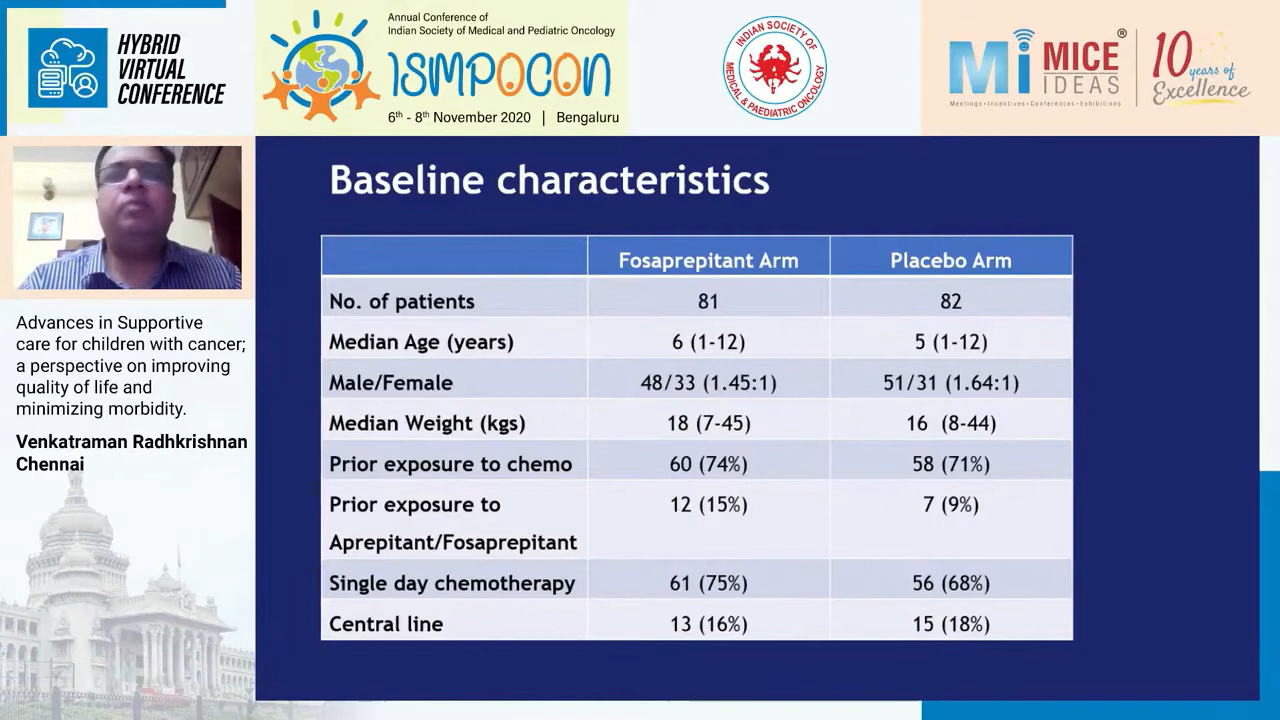 HYBRID
VIRTUAL
CONFERENCE
Annual Conference of
Indian Society of Medical and Pediatric Oncology
ISMPOCON
6th - 8th November 2020 | Bengaluru
INDIAN SOCIETY OF
MEDICAL & PAEDIATRIC ONCOLOGY
Mi MICE IDEAS ®
Meetings • Incentives • Conferences • Exhibitions
10 years of Excellence
Advances in Supportive
care for children with cancer;
a perspective on improving
quality of life and
minimizing morbidity.
Venkatraman Radhkrishnan
Chennai
Baseline characteristics
Fosaprepitant Arm Placebo Arm
No. of patients 81 82
Median Age (years) 6 (1-12) 5 (1-12)
Male/Female 48/33 (1.45:1) 51/31 (1.64:1)
Median Weight (kgs) 18 (7-45) 16 (8-44)
Prior exposure to chemo 60 (74%) 58 (71%)
Prior exposure to 12 (15%) 7 (9%)
Aprepitant/Fosaprepitant
Single day chemotherapy 61 (75%) 56 (68%)
Central line 13 (16%) 15 (18%)